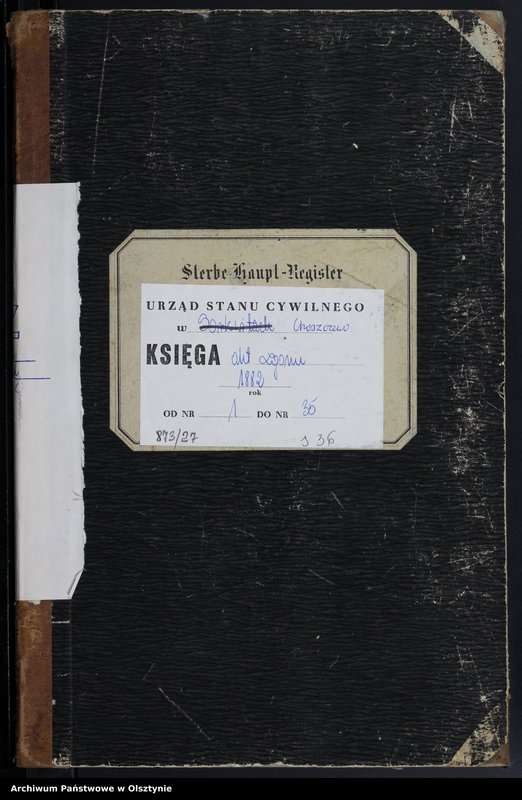 Sterbe-Haupt-Register
URZĄD STANU CYWILNEGO
w Choszczewo
KSIĘGA akt zgonu
1882
rok
OD NR 1 DO NR 35
873/27
s 36
Archiwum Państwowe w Olsztynie